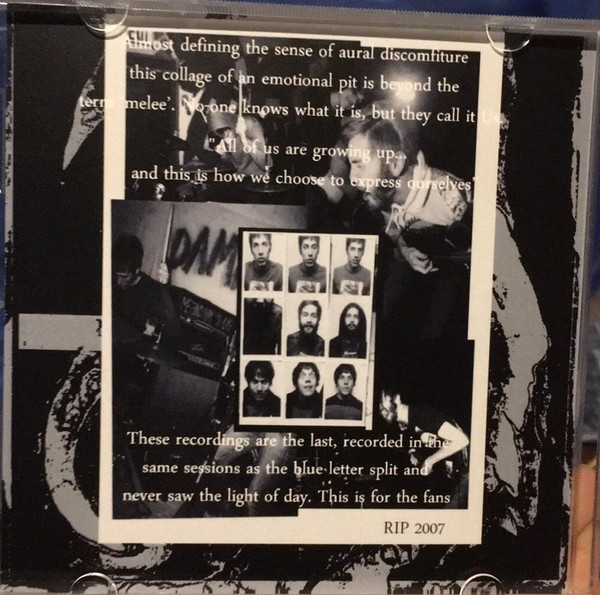 Almost defining the sense of aural discomfiture
this collage of an emotional pit is beyond the
term 'melee'. No one knows what it is, but they call it Us.
"All of us are growing up...
and this is how we choose to express ourselves"
DAM
These recordings are the last, recorded in the
same sessions as the blue letter split and
never saw the light of day. This is for the fans
RIP 2007